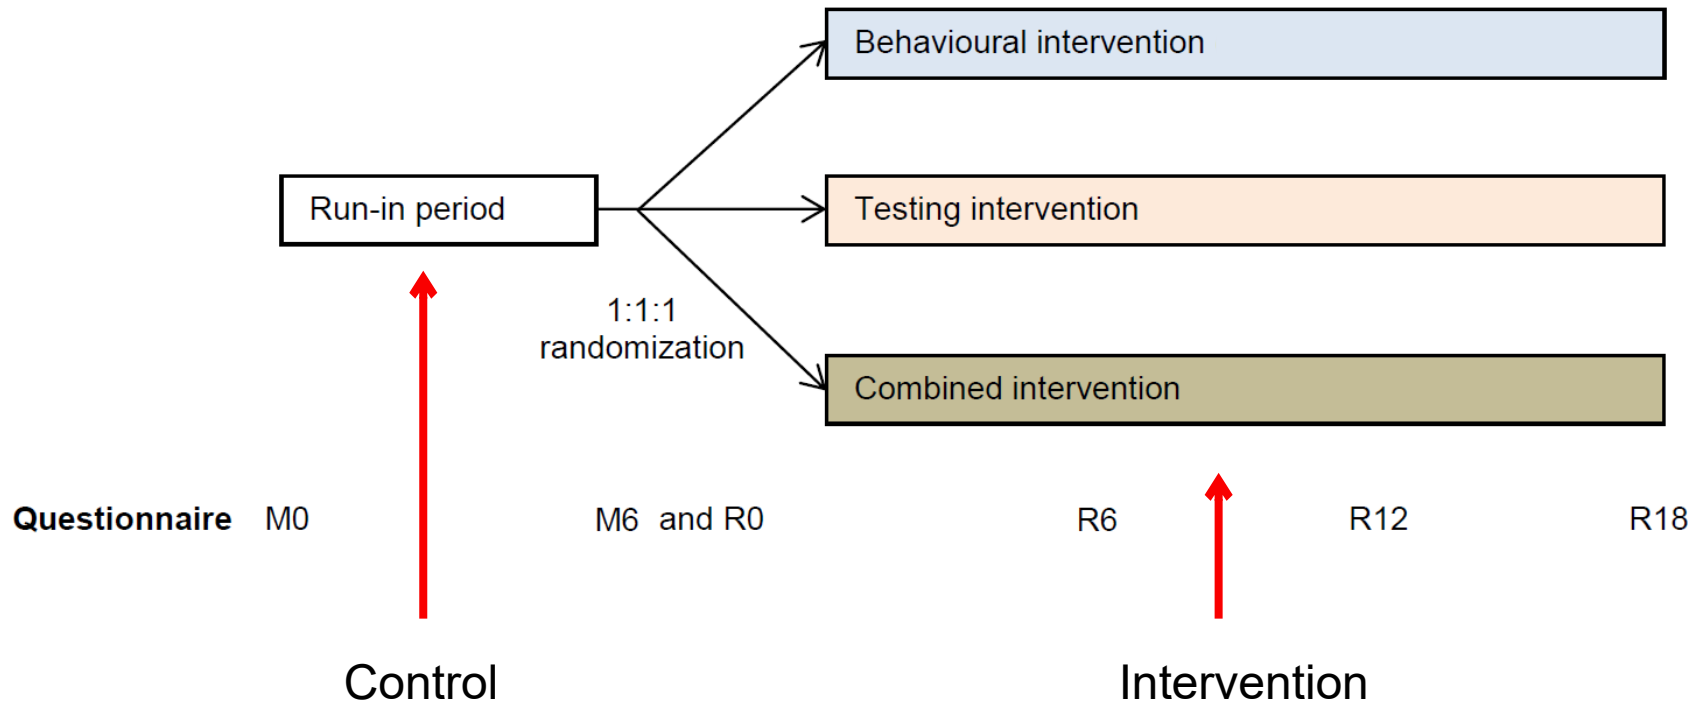 Behavioural intervention
Run-in period
Testing intervention
1:1:1
randomization
Combined intervention
Questionnaire M0 M6 and R0 R6 R12 R18
Control Intervention